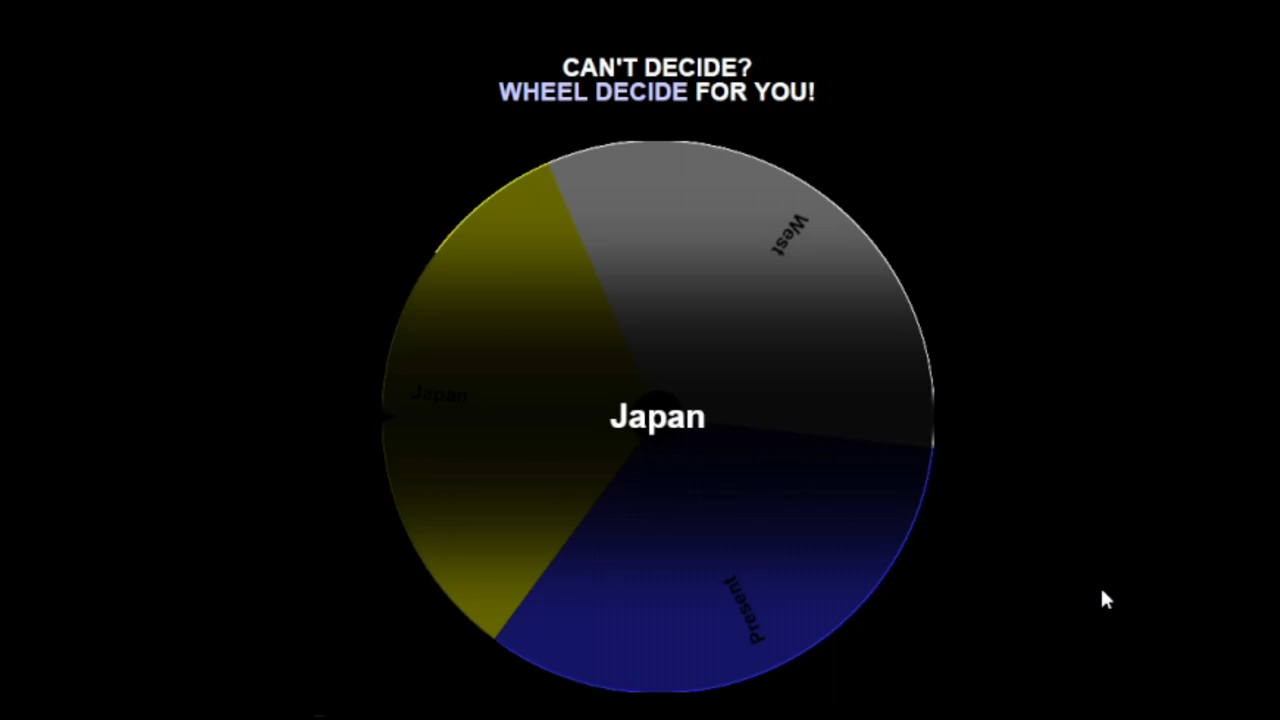 CAN'T DECIDE?
WHEEL DECIDE FOR YOU!
West
Japan
Japan
Present